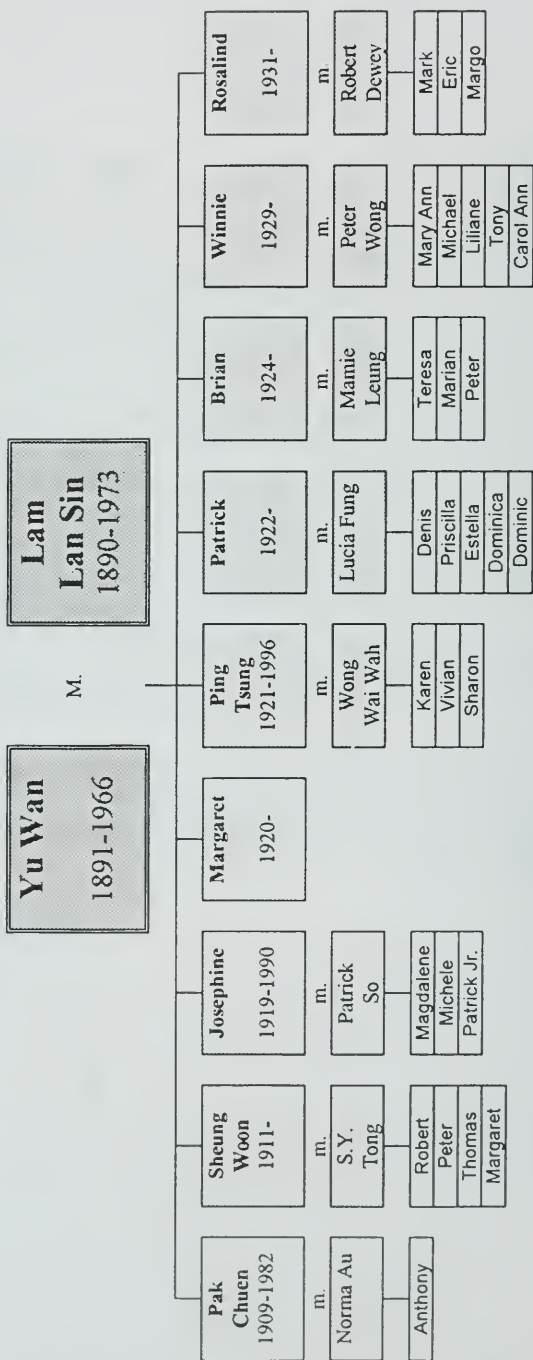 Yu Wan
1891-1966
M.
Lam
Lan Sin
1890-1973
Pak
Chuen
1909-1982
m.
Norma Au
Anthony
Sheung
Woon
1911-
m.
S.Y.
Tong
Robert
Peter
Thomas
Margaret
Josephine
1919-1990
m.
Patrick
So
Magdalene
Michele
Patrick Jr.
Margaret
1920-
Ping
Tsung
1921-1996
m.
Wong
Wai Wah
Karen
Vivian
Sharon
Patrick
1922-
m.
Lucia Fung
Denis
Priscilla
Estella
Dominica
Dominic
Brian
1924-
m.
Mamie
Leung
Teresa
Marian
Peter
Winnie
1929-
m.
Peter
Wong
Mary Ann
Michael
Liliane
Tony
Carol Ann
Rosalind
1931-
m.
Robert
Dewey
Mark
Eric
Margo